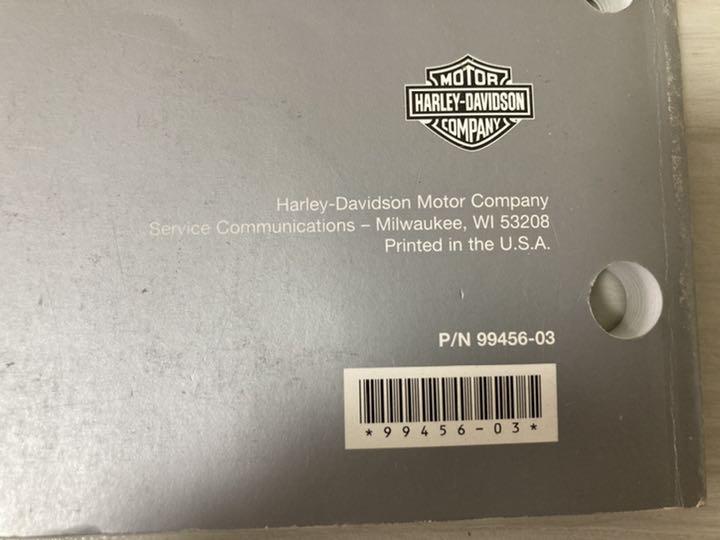 MOTOR
HARLEY-DAVIDSON
COMPANY
Harley-Davidson Motor Company
Service Communications – Milwaukee, WI 53208
Printed in the U.S.A.
P/N 99456-03
*99456-03*